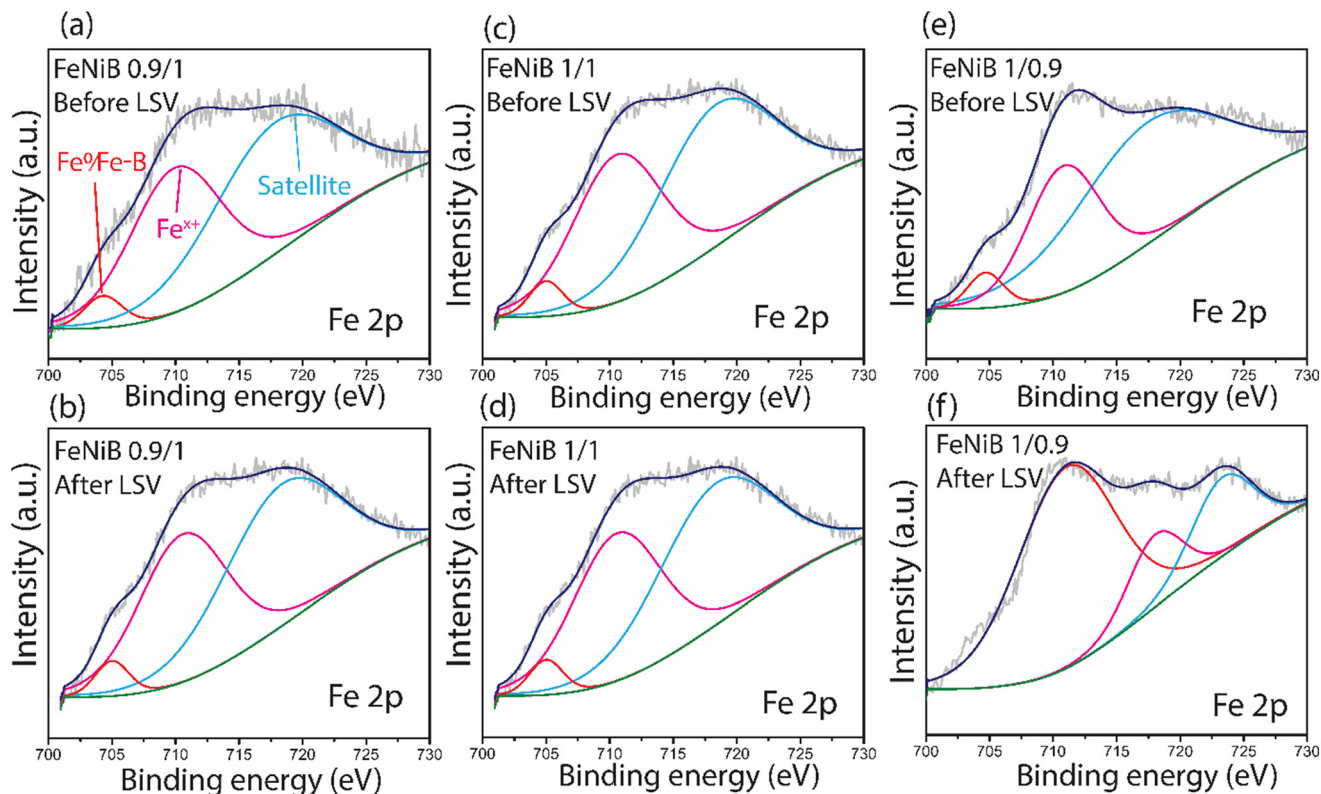 (a)
FeNiB 0.9/1
Before LSV
Fe⁰/Fe-B
Feˣ⁺
Satellite
Fe 2p
Intensity (a.u.)
700 705 710 715 720 725 730
Binding energy (eV)
(c)
FeNiB 1/1
Before LSV
Fe 2p
Intensity (a.u.)
700 705 710 715 720 725 730
Binding energy (eV)
(e)
FeNiB 1/0.9
Before LSV
Fe 2p
Intensity (a.u.)
700 705 710 715 720 725 730
Binding energy (eV)
(b)
FeNiB 0.9/1
After LSV
Fe 2p
Intensity (a.u.)
700 705 710 715 720 725 730
Binding energy (eV)
(d)
FeNiB 1/1
After LSV
Fe 2p
Intensity (a.u.)
700 705 710 715 720 725 730
Binding energy (eV)
(f)
FeNiB 1/0.9
After LSV
Fe 2p
Intensity (a.u.)
700 705 710 715 720 725 730
Binding energy (eV)